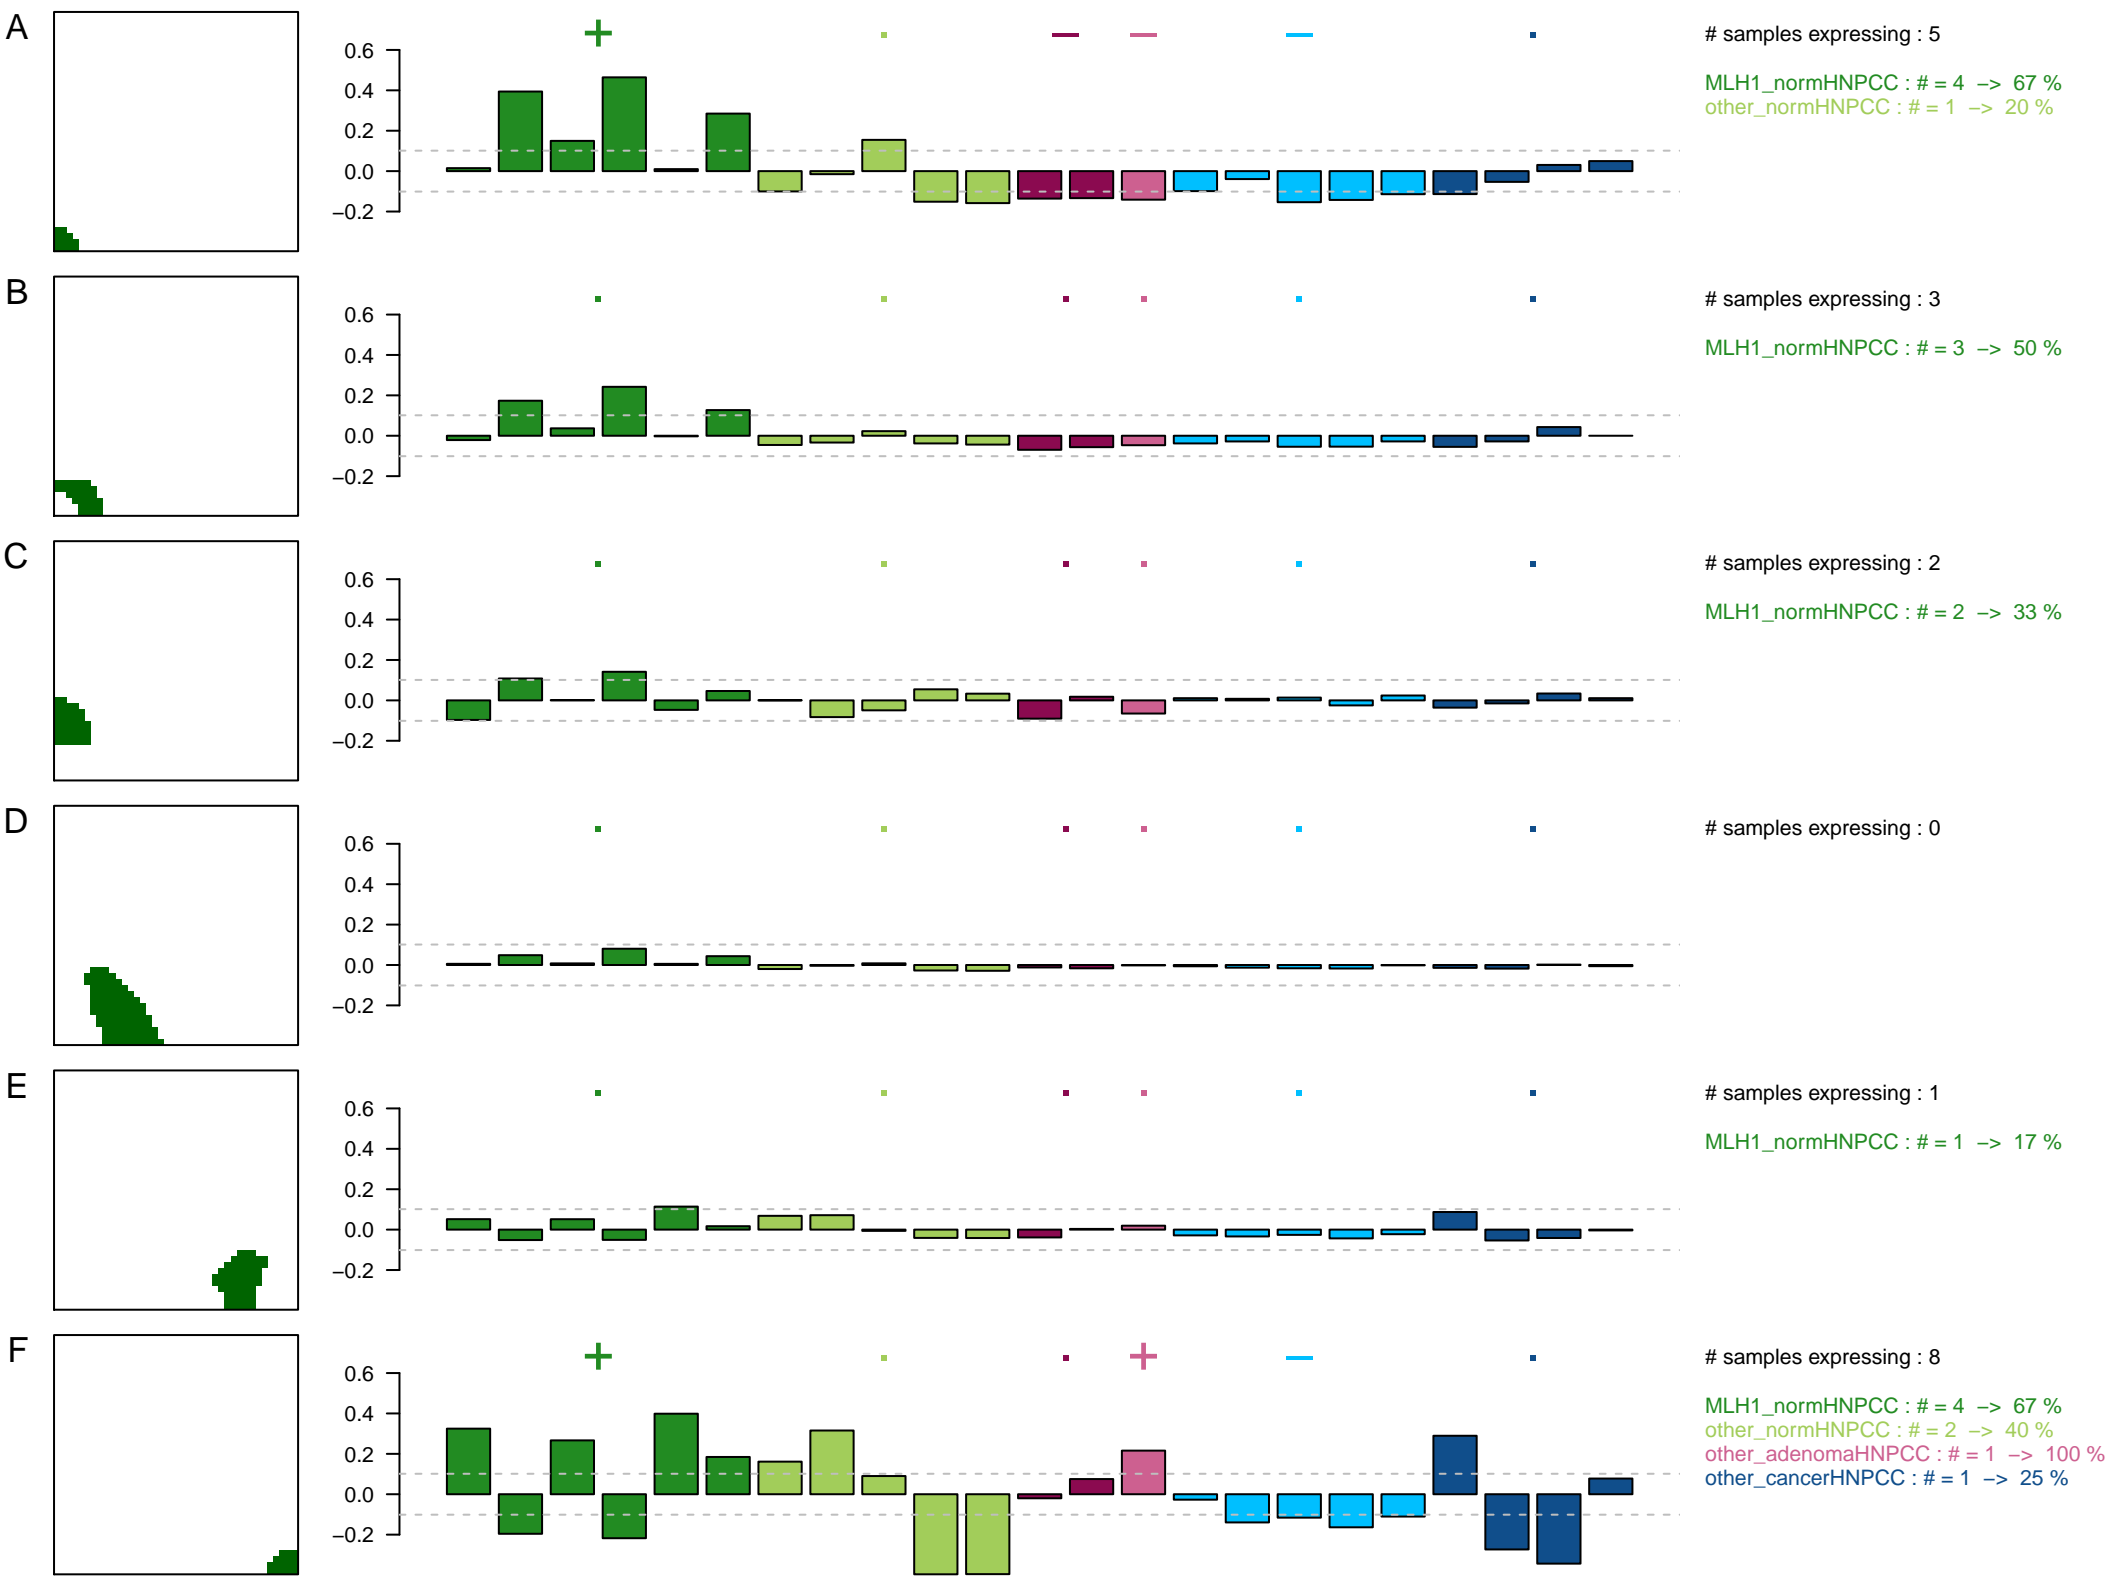 A
0.6
0.4
0.2
0.0
−0.2
# samples expressing : 5
MLH1_normHNPCC : # = 4 −> 67 %
other_normHNPCC : # = 1 −> 20 %
B
0.6
0.4
0.2
0.0
−0.2
# samples expressing : 3
MLH1_normHNPCC : # = 3 −> 50 %
C
0.6
0.4
0.2
0.0
−0.2
# samples expressing : 2
MLH1_normHNPCC : # = 2 −> 33 %
D
0.6
0.4
0.2
0.0
−0.2
# samples expressing : 0
E
0.6
0.4
0.2
0.0
−0.2
# samples expressing : 1
MLH1_normHNPCC : # = 1 −> 17 %
F
0.6
0.4
0.2
0.0
−0.2
# samples expressing : 8
MLH1_normHNPCC : # = 4 −> 67 %
other_normHNPCC : # = 2 −> 40 %
other_adenomaHNPCC : # = 1 −> 100 %
other_cancerHNPCC : # = 1 −> 25 %